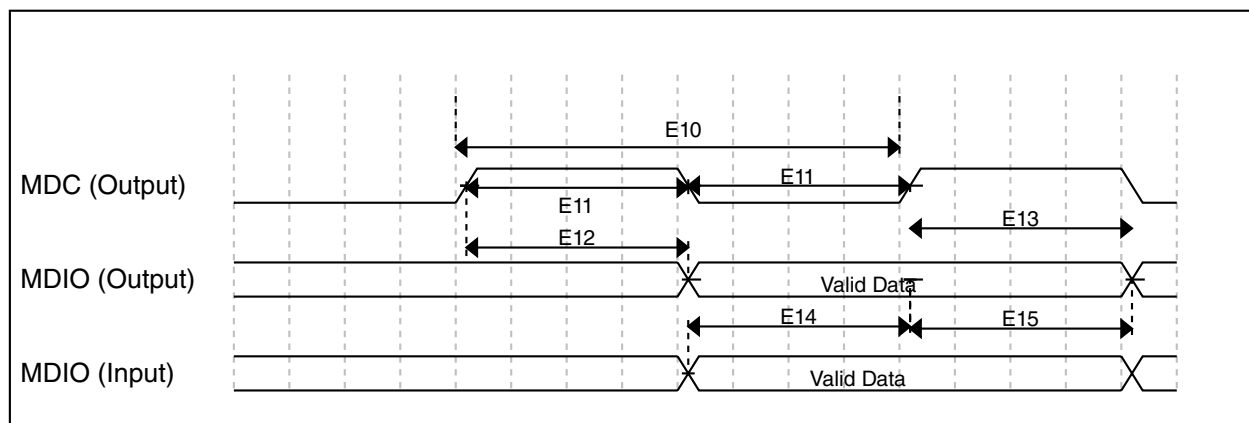 E10
MDC (Output)
E11
E11
E13
E12
MDIO (Output)
Valid Data
E14
E15
MDIO (Input)
Valid Data